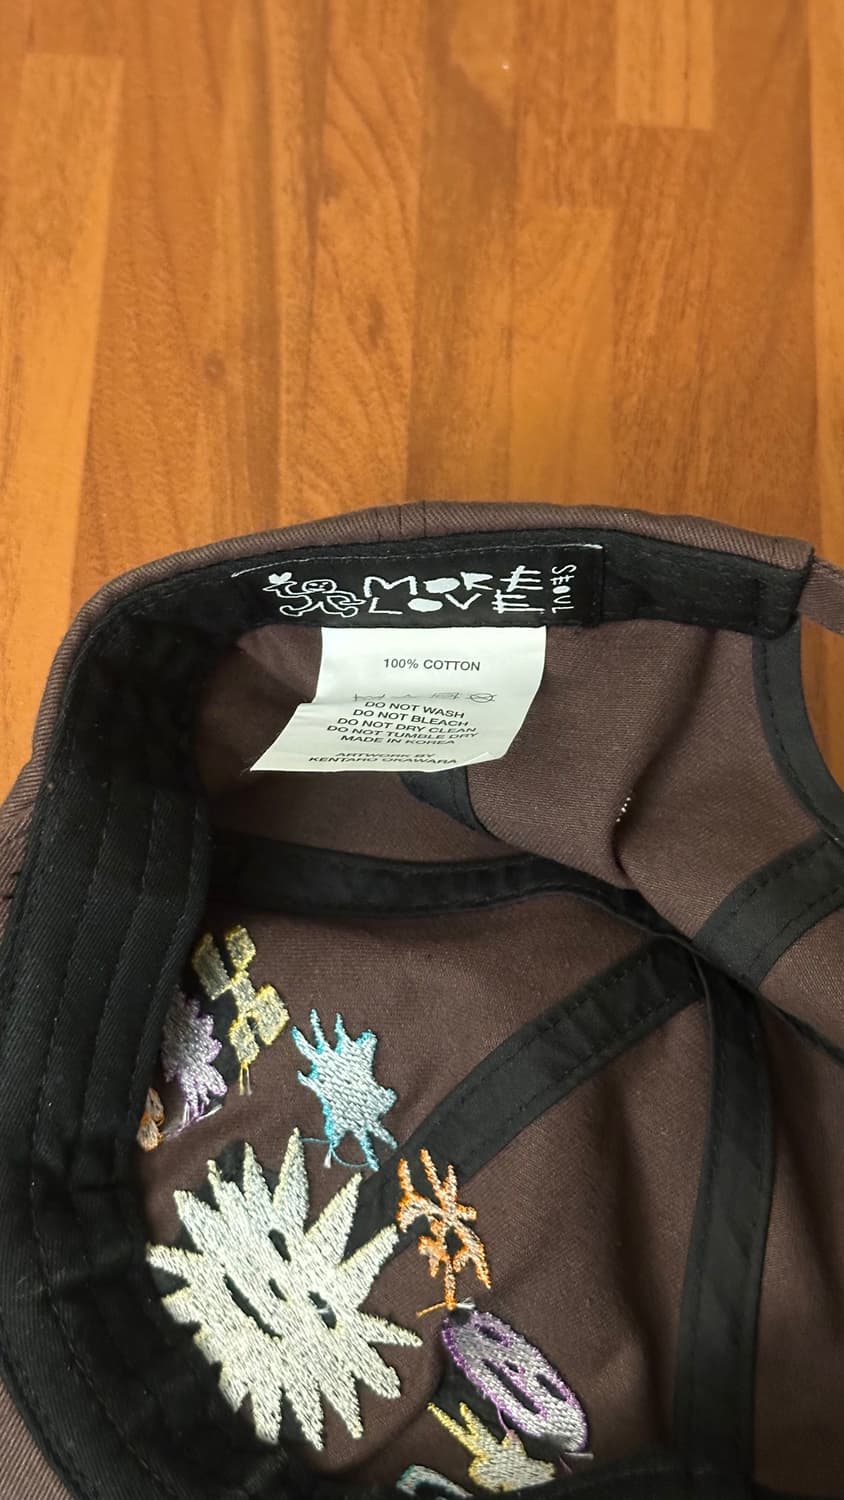 MORE
LOVE
SEOUL
100% COTTON
DO NOT WASH
DO NOT BLEACH
DO NOT DRY CLEAN
DO NOT TUMBLE DRY
MADE IN KOREA
ARTWORK BY
KENTARO OKAWARA